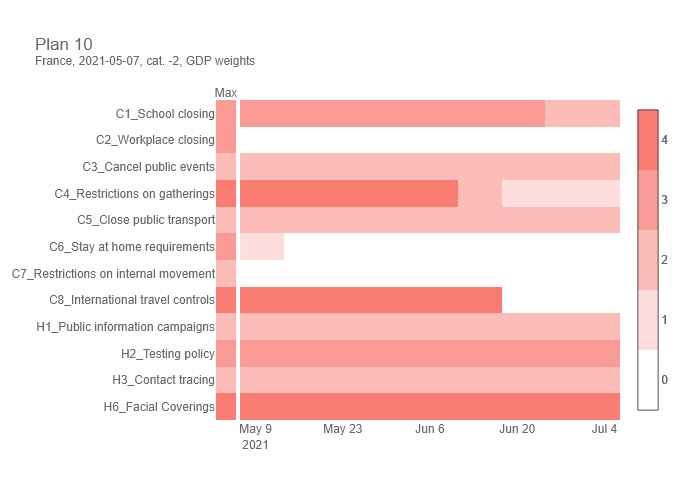 Plan 10
France, 2021-05-07, cat. -2, GDP weights
Max
C1_School closing
C2_Workplace closing
C3_Cancel public events
C4_Restrictions on gatherings
C5_Close public transport
C6_Stay at home requirements
C7_Restrictions on internal movement
C8_International travel controls
H1_Public information campaigns
H2_Testing policy
H3_Contact tracing
H6_Facial Coverings
May 9 May 23 Jun 6 Jun 20 Jul 4
2021
4
3
2
1
0